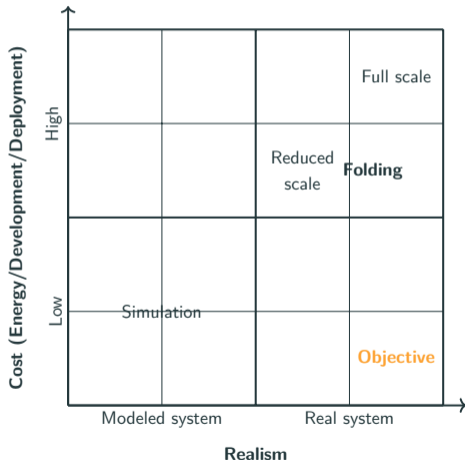 Cost (Energy/Development/Deployment)
High
Low
Full scale
Reduced
scale
Folding
Simulation
Objective
Modeled system
Real system
Realism